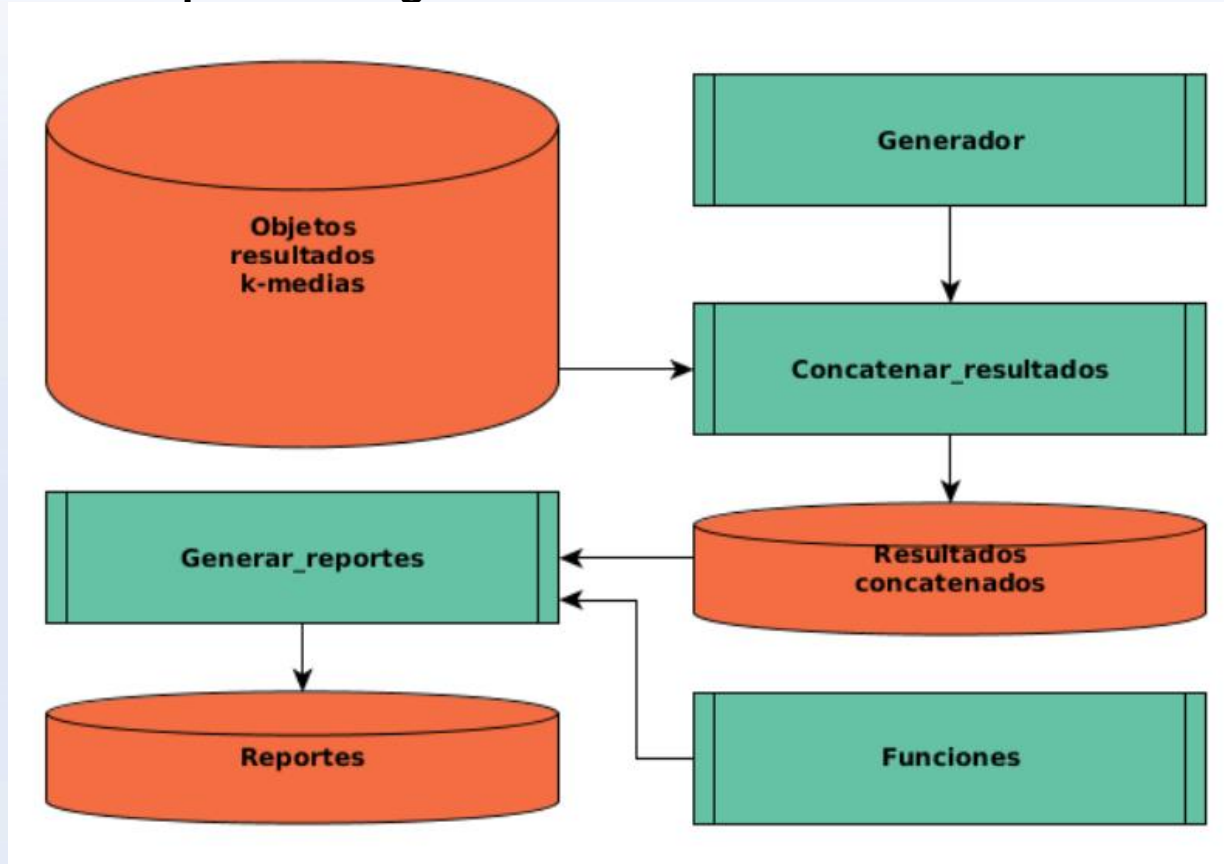 Objetos
resultados
k-medias
Generador
Concatenar_resultados
Generar_reportes
Resultados
concatenados
Reportes
Funciones